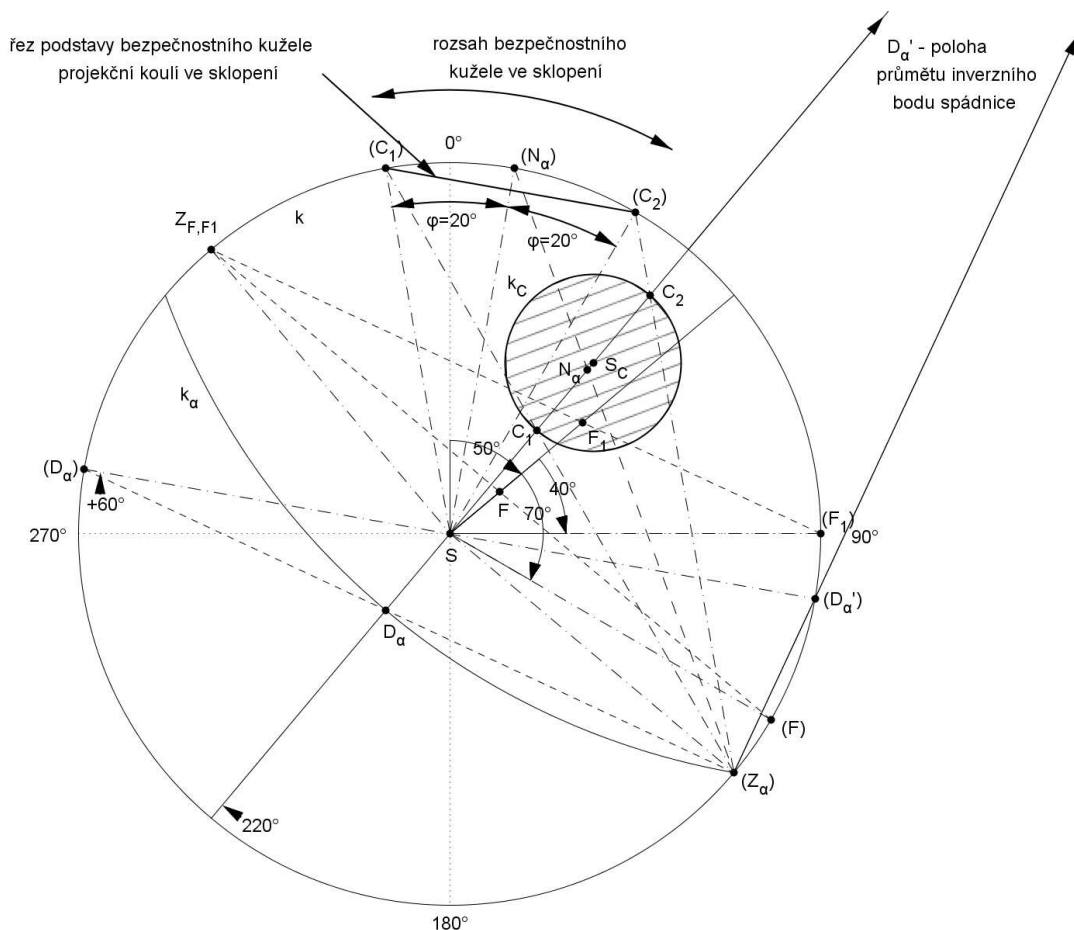 řez podstavy bezpečnostního kužele
projekční koulí ve sklopení
rozsah bezpečnostního
kužele ve sklopení
Dα' - poloha
průmětu inverzního
bodu spádnice
(C1)
0°
(Nα)
(C2)
ZF,F1
k
φ=20°
φ=20°
kC
C2
kα
Nα
SC
C1
F1
(Dα)
+60°
50°
40°
F
70°
270°
S
(F1)
90°
(Dα')
Dα
(F)
(Zα)
220°
180°